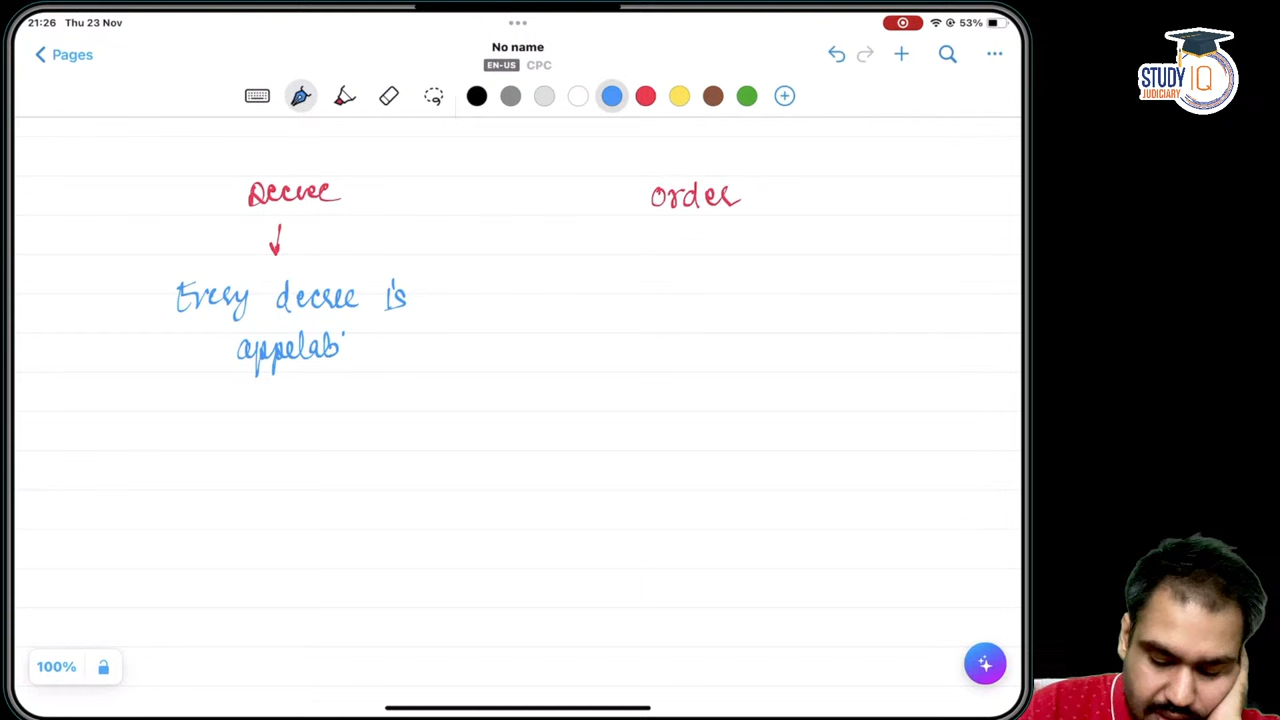 21:26 Thu 23 Nov
53%
Pages
No name
EN-US CPC
STUDY IQ
JUDICIARY
Decree
order
Every decree is
appelab
100%